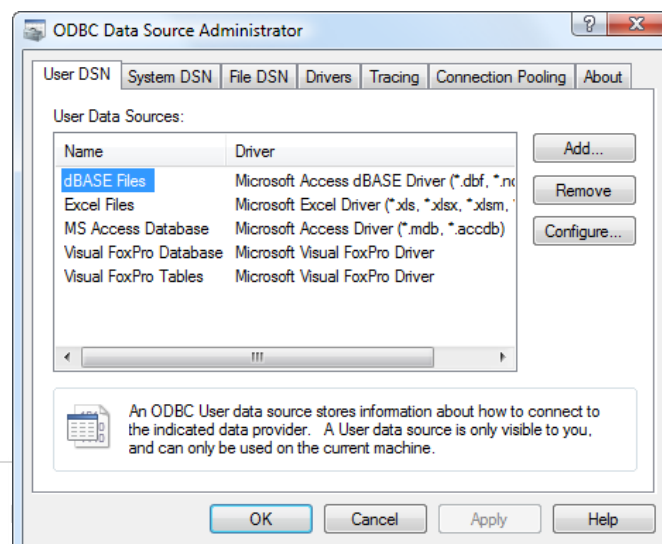 ODBC Data Source Administrator
User DSN System DSN File DSN Drivers Tracing Connection Pooling About
User Data Sources:
Name Driver
dBASE Files Microsoft Access dBASE Driver (*.dbf, *.nd
Excel Files Microsoft Excel Driver (*.xls, *.xlsx, *.xlsm, 
MS Access Database Microsoft Access Driver (*.mdb, *.accdb)
Visual FoxPro Database Microsoft Visual FoxPro Driver
Visual FoxPro Tables Microsoft Visual FoxPro Driver
Add...
Remove
Configure...
An ODBC User data source stores information about how to connect to
the indicated data provider. A User data source is only visible to you,
and can only be used on the current machine.
OK Cancel Apply Help